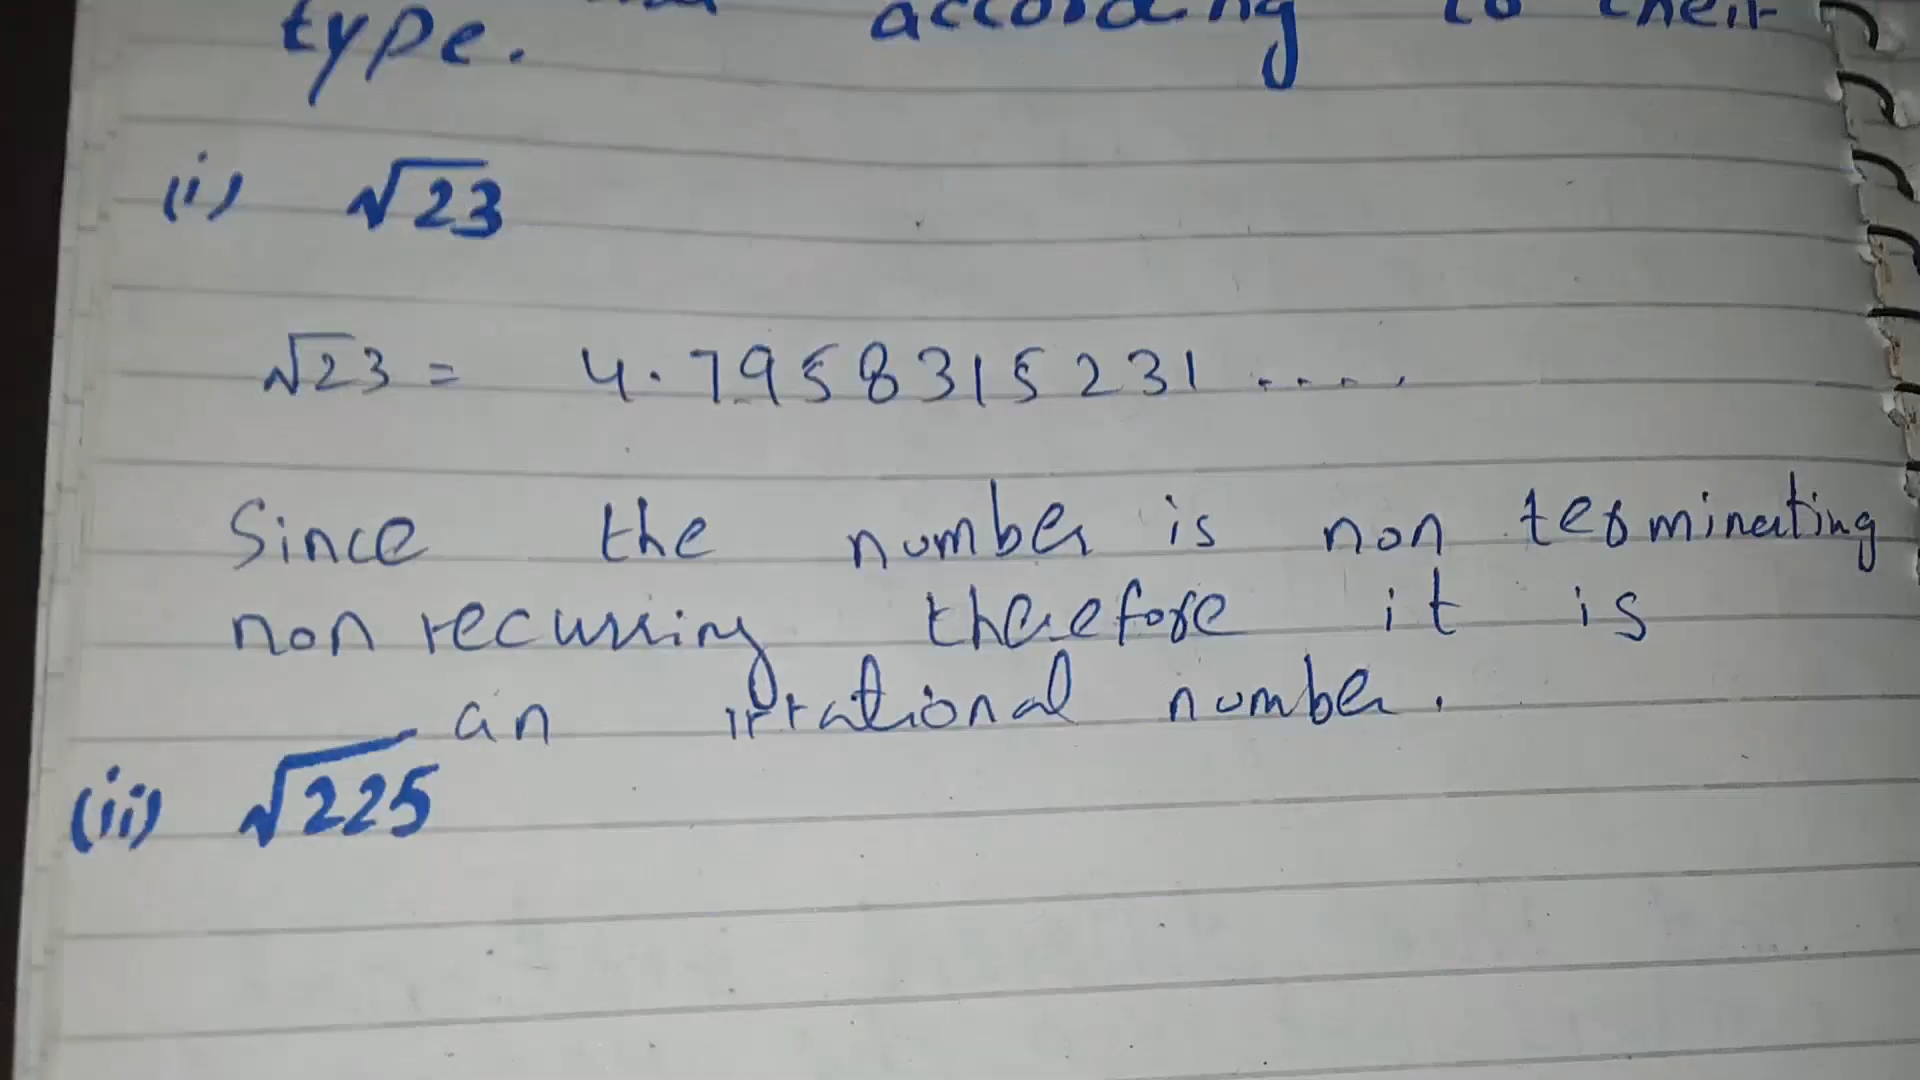 type. according to their
(i) √23
√23 = 4.7958315231 ....
Since the number is non terminating
non recurring therefore it is
an irrational number.
(ii) √225